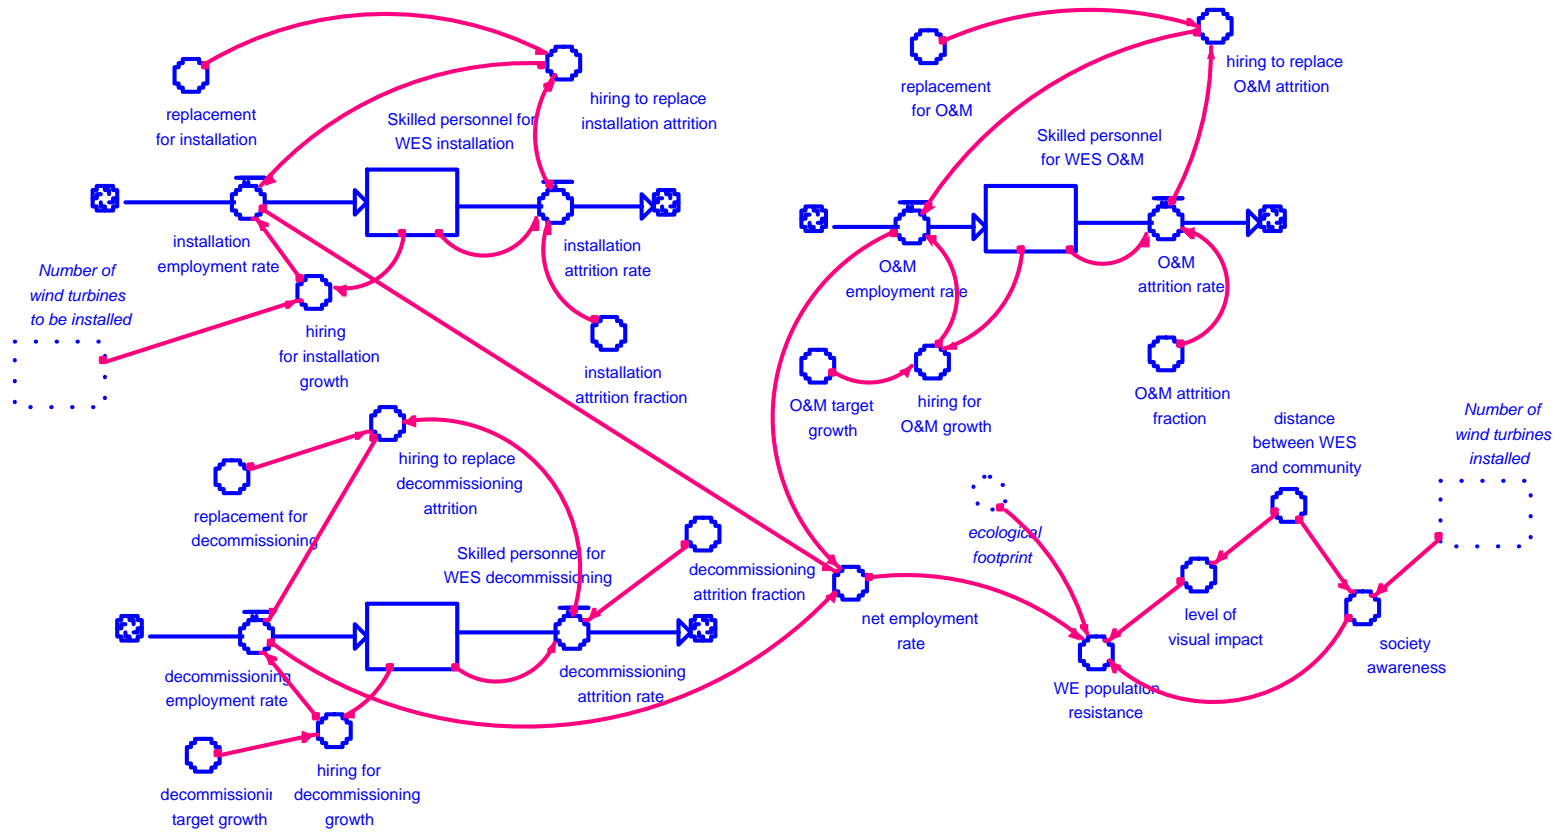 replacement
for installation
hiring to replace
installation attrition
Skilled personnel for
WES installation
installation
employment rate
installation
attrition rate
Number of
wind turbines
to be installed
hiring
for installation
growth
installation
attrition fraction
replacement
for O&M
hiring to replace
O&M attrition
Skilled personnel
for WES O&M
O&M
employment rate
O&M
attrition rate
O&M target
growth
hiring for
O&M growth
O&M attrition
fraction
hiring to replace
decommissioning
attrition
replacement for
decommissioning
Skilled personnel for
WES decommissioning
decommissioning
attrition fraction
decommissioning
employment rate
decommissioning
attrition rate
decommissionin
target growth
hiring for
decommissioning
growth
net employment
rate
ecological
footprint
distance
between WES
and community
Number of
wind turbines
installed
level of
visual impact
society
awareness
WE population
resistance